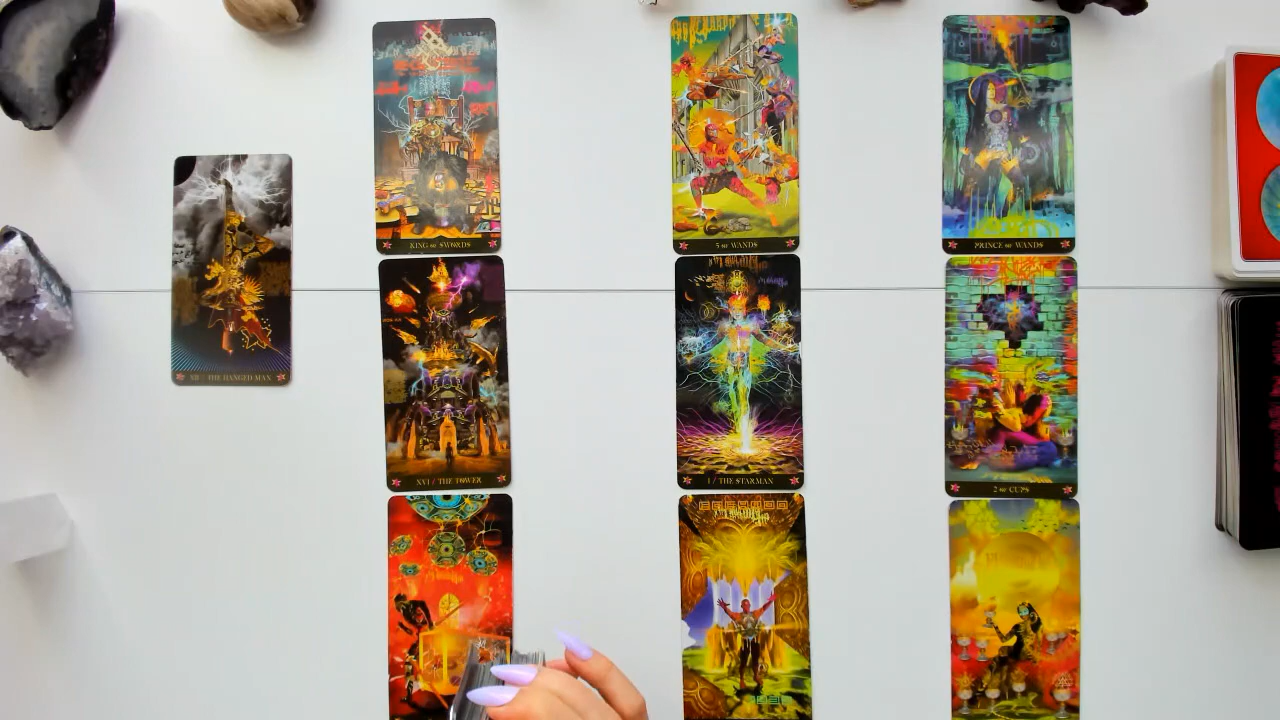 KING OF SWORDS
5 OF WANDS
PRINCE OF WANDS
XII / THE HANGED MAN
XVI / THE TOWER
I / THE STARMAN
2 OF CUPS